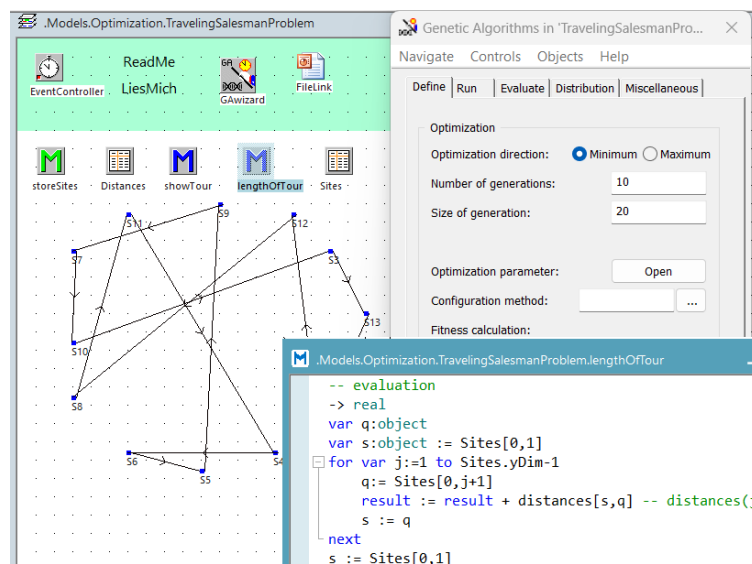 .Models.Optimization.TravelingSalesmanProblem
EventController
ReadMe
LiesMich
GA
GAwizard
FileLink
storeSites
Distances
showTour
lengthOfTour
Sites
S11
S9
S12
S7
S3
S13
S10
S8
S6
S5
S4
Genetic Algorithms in 'TravelingSalesmanPro...
Navigate Controls Objects Help
Define Run Evaluate Distribution Miscellaneous
Optimization
Optimization direction: Minimum Maximum
Number of generations: 10
Size of generation: 20
Optimization parameter: Open
Configuration method: ...
Fitness calculation:
.Models.Optimization.TravelingSalesmanProblem.lengthOfTour
-- evaluation
-> real
var q:object
var s:object := Sites[0,1]
for var j:=1 to Sites.yDim-1
q:= Sites[0,j+1]
result := result + distances[s,q] -- distances(j
s := q
next
s := Sites[0,1]